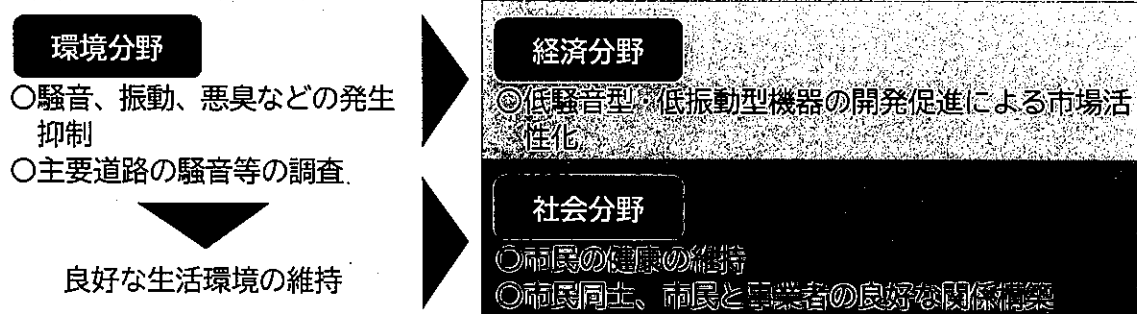 環境分野
○騒音、振動、悪臭などの発生
抑制
○主要道路の騒音等の調査
良好な生活環境の維持
経済分野
◎低騒音型・低振動型機器の開発促進による市場活
性化
社会分野
◎市民の健康の維持
◎市民同士、市民と事業者の良好な関係構築